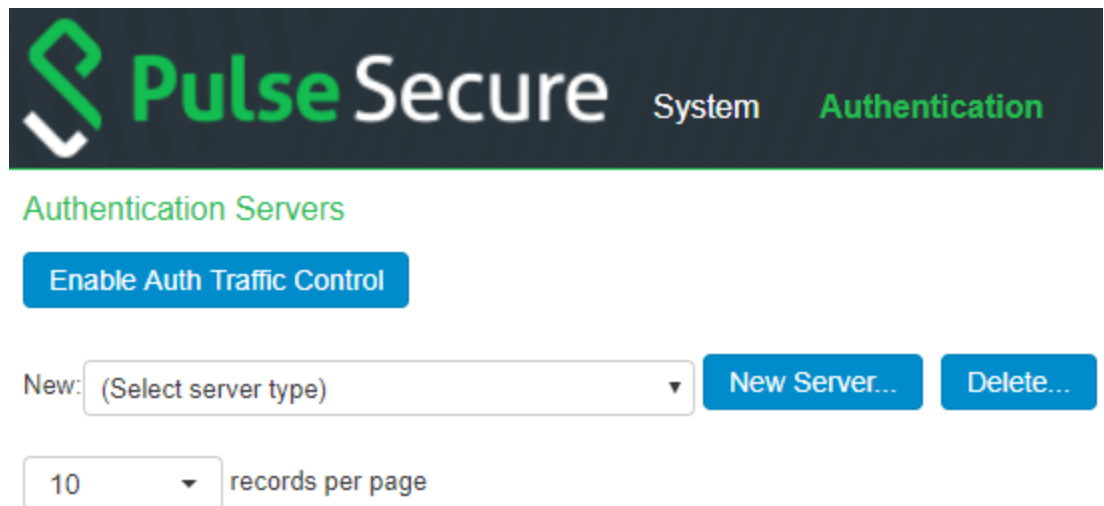 Pulse Secure System Authentication
Authentication Servers
Enable Auth Traffic Control
New: (Select server type) New Server... Delete...
10 records per page